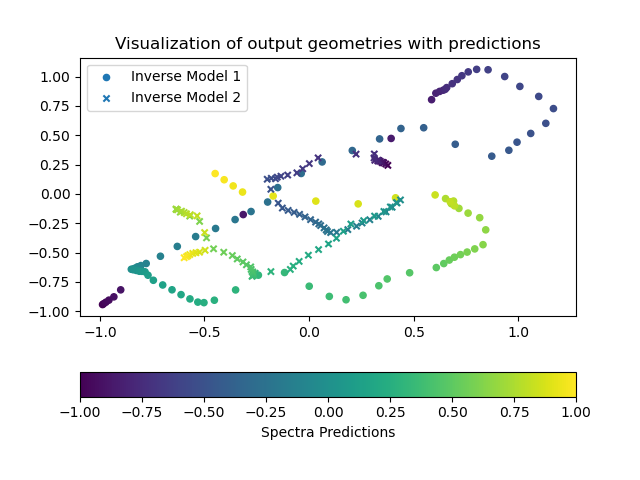 Visualization of output geometries with predictions
1.00
0.75
0.50
0.25
0.00
−0.25
−0.50
−0.75
−1.00
Inverse Model 1
Inverse Model 2
−1.0 −0.5 0.0 0.5 1.0
−1.00 −0.75 −0.50 −0.25 0.00 0.25 0.50 0.75 1.00
Spectra Predictions